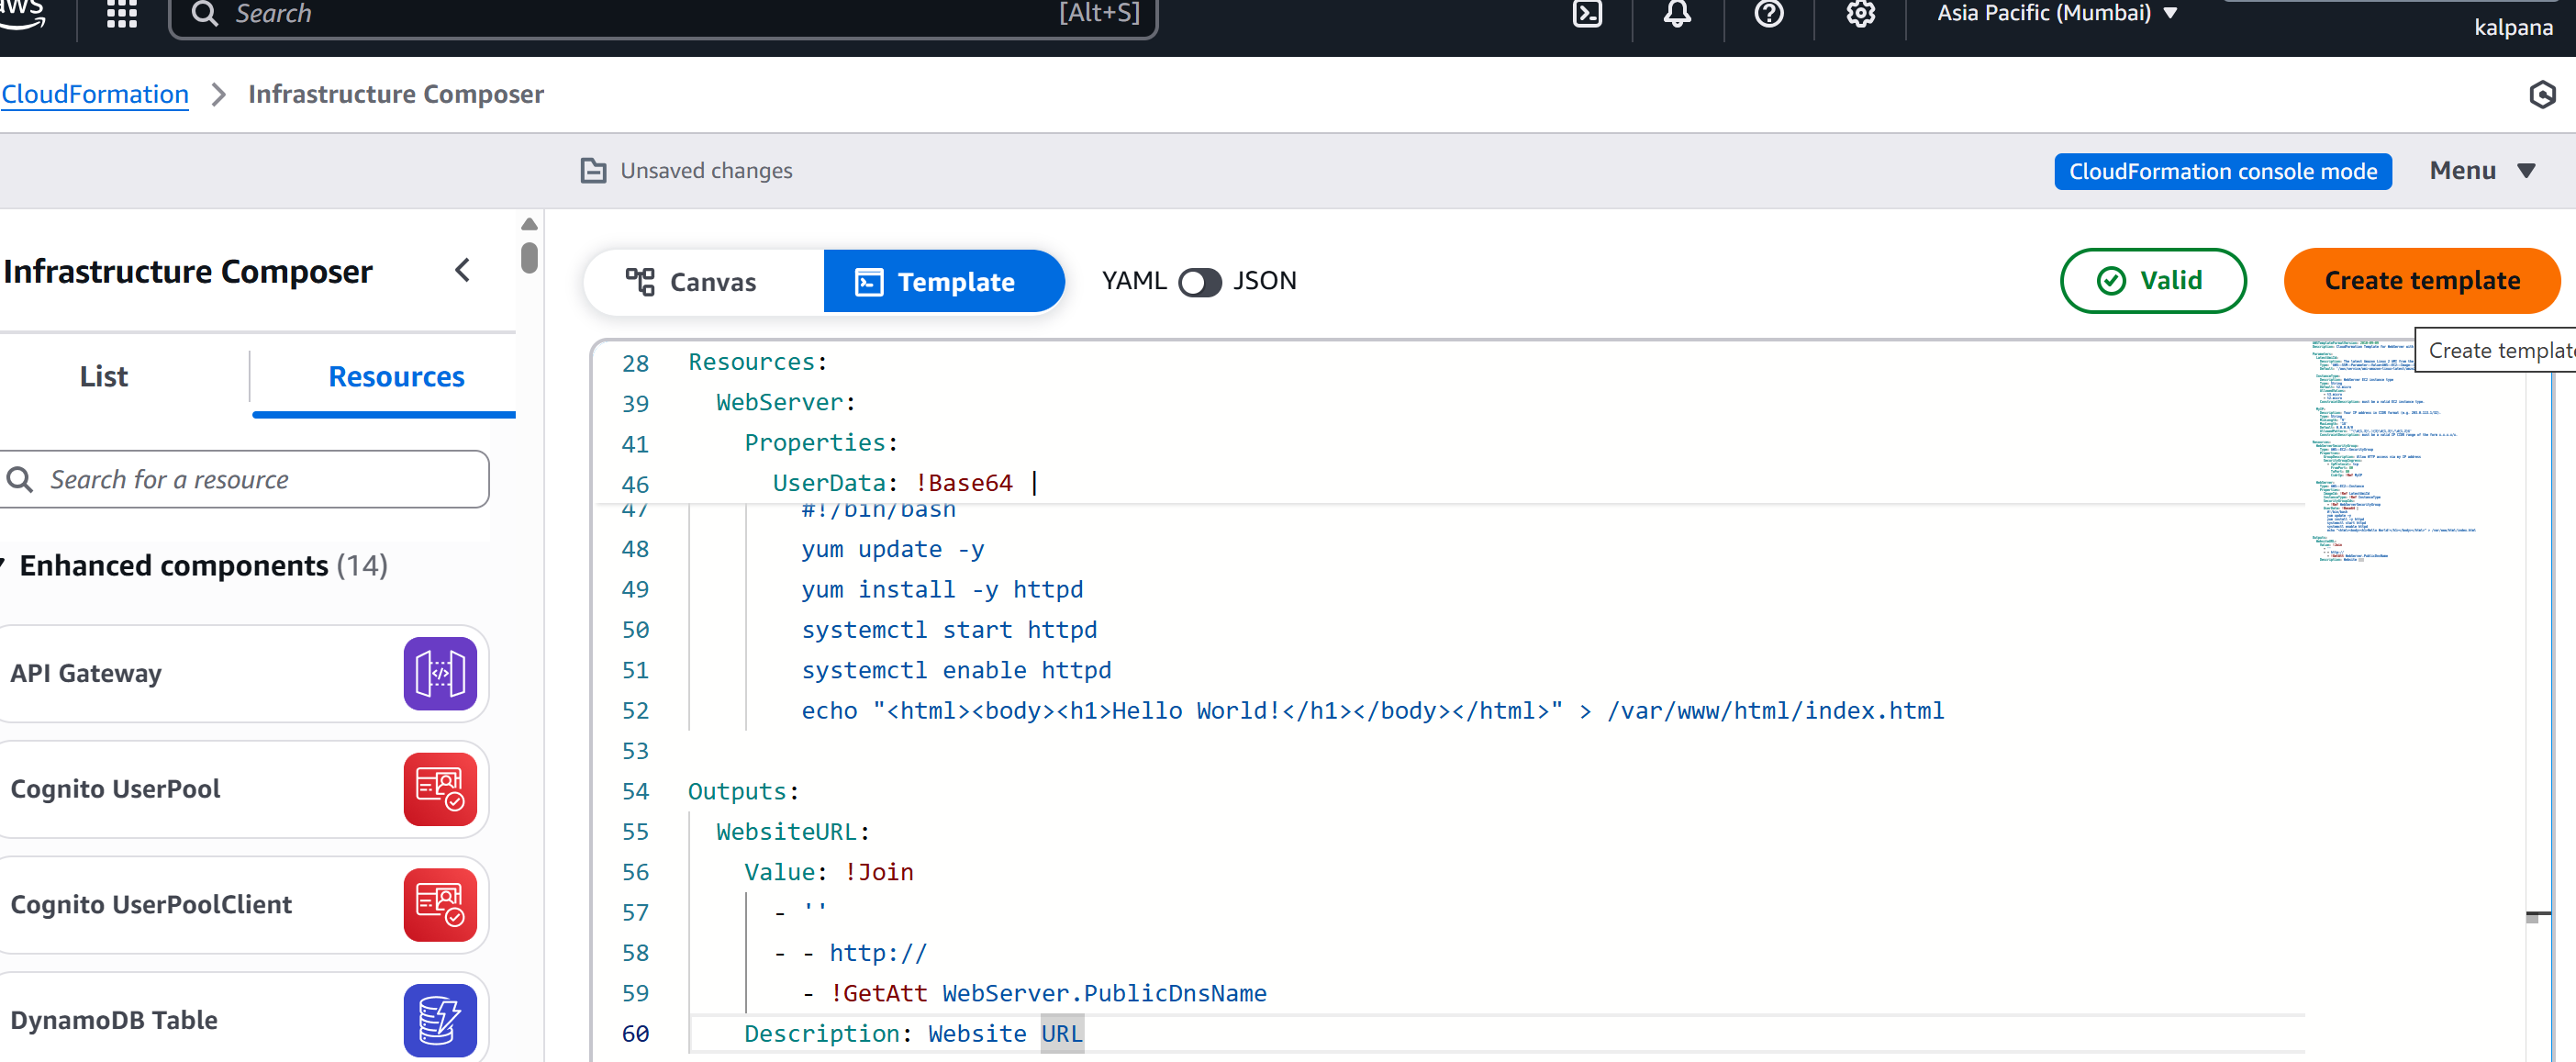 aws
Search [Alt+S]
Asia Pacific (Mumbai) ▼
kalpana
CloudFormation > Infrastructure Composer
Unsaved changes
CloudFormation console mode
Menu ▼
Infrastructure Composer
List
Resources
Search for a resource
Enhanced components (14)
API Gateway
Cognito UserPool
Cognito UserPoolClient
DynamoDB Table
Canvas
Template
YAML JSON
Valid
Create template
Create template
28 Resources:
39 WebServer:
41 Properties:
46 UserData: !Base64 |
47 #!/bin/bash
48 yum update -y
49 yum install -y httpd
50 systemctl start httpd
51 systemctl enable httpd
52 echo "<html><body><h1>Hello World!</h1></body></html>" > /var/www/html/index.html
53
54 Outputs:
55 WebsiteURL:
56 Value: !Join
57 - ''
58 - - http://
59 - !GetAtt WebServer.PublicDnsName
60 Description: Website URL